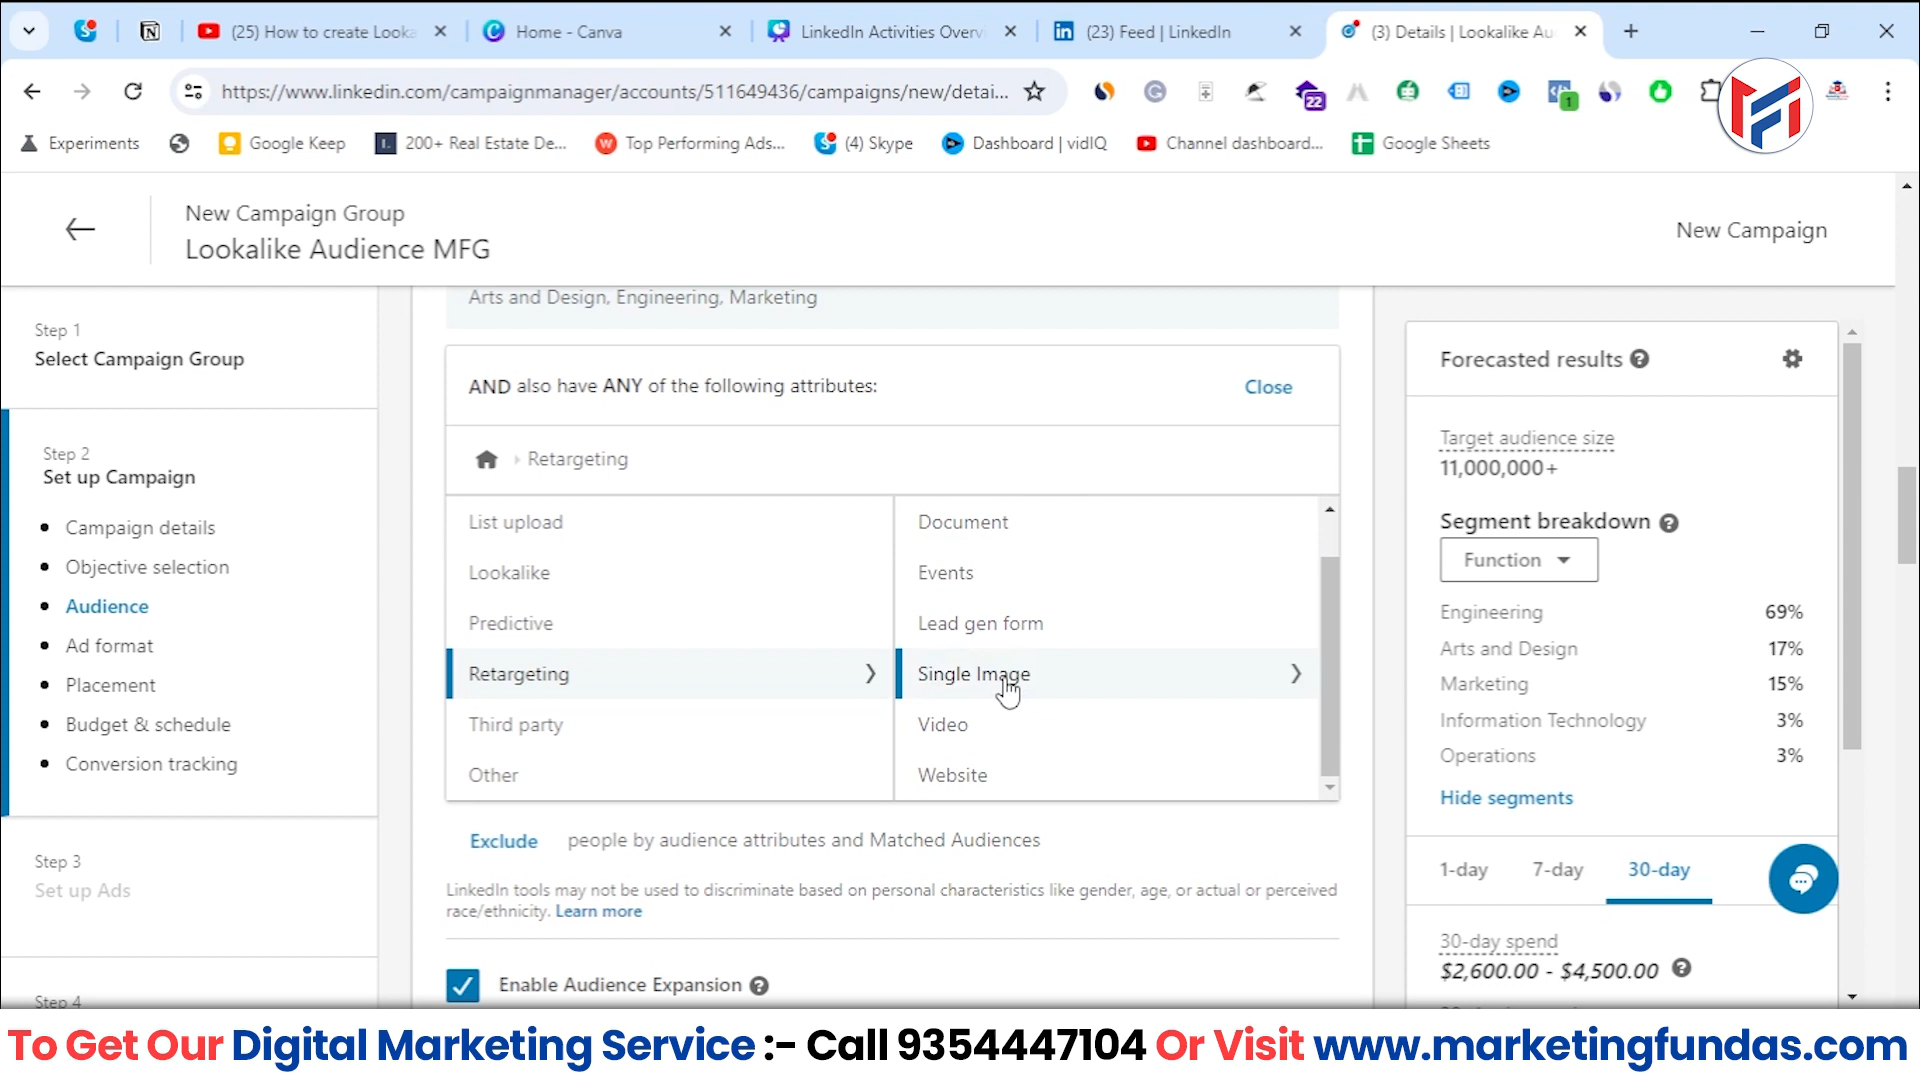 (25) How to create Looka
Home - Canva
LinkedIn Activities Overv
(23) Feed | LinkedIn
(3) Details | Lookalike Au
https://www.linkedin.com/campaignmanager/accounts/511649436/campaigns/new/detai...
22
1
Experiments
Google Keep
200+ Real Estate De...
Top Performing Ads...
(4) Skype
Dashboard | vidIQ
Channel dashboard...
Google Sheets
New Campaign Group
Lookalike Audience MFG
New Campaign
Step 1
Select Campaign Group
Step 2
Set up Campaign
Campaign details
Objective selection
Audience
Ad format
Placement
Budget & schedule
Conversion tracking
Step 3
Set up Ads
Step 4
Arts and Design, Engineering, Marketing
AND also have ANY of the following attributes:
Close
Retargeting
List upload
Lookalike
Predictive
Retargeting
Third party
Other
Document
Events
Lead gen form
Single Image
Video
Website
Exclude people by audience attributes and Matched Audiences
LinkedIn tools may not be used to discriminate based on personal characteristics like gender, age, or actual or perceived
race/ethnicity. Learn more
Enable Audience Expansion
Forecasted results
Target audience size
11,000,000+
Segment breakdown
Function
Engineering 69%
Arts and Design 17%
Marketing 15%
Information Technology 3%
Operations 3%
Hide segments
1-day 7-day 30-day
30-day spend
$2,600.00 - $4,500.00
To Get Our Digital Marketing Service :- Call 9354447104 Or Visit www.marketingfundas.com